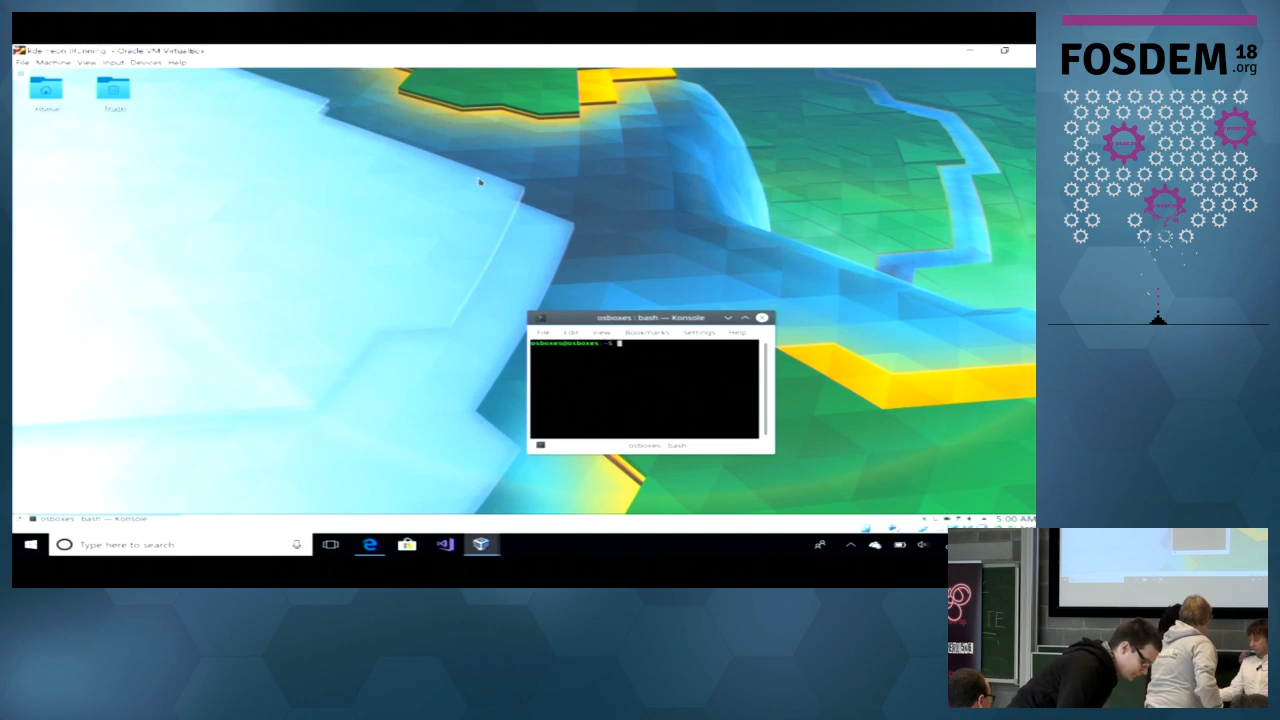 kde neon [Running] - Oracle VM VirtualBox
File Machine View Input Devices Help
Home Trash
osboxes : bash — Konsole
File Edit View Bookmarks Settings Help
osboxes@osboxes:~$
osboxes : bash
osboxes : bash — Konsole
5:00 AM
Type here to search
FOSDEM 18
.org